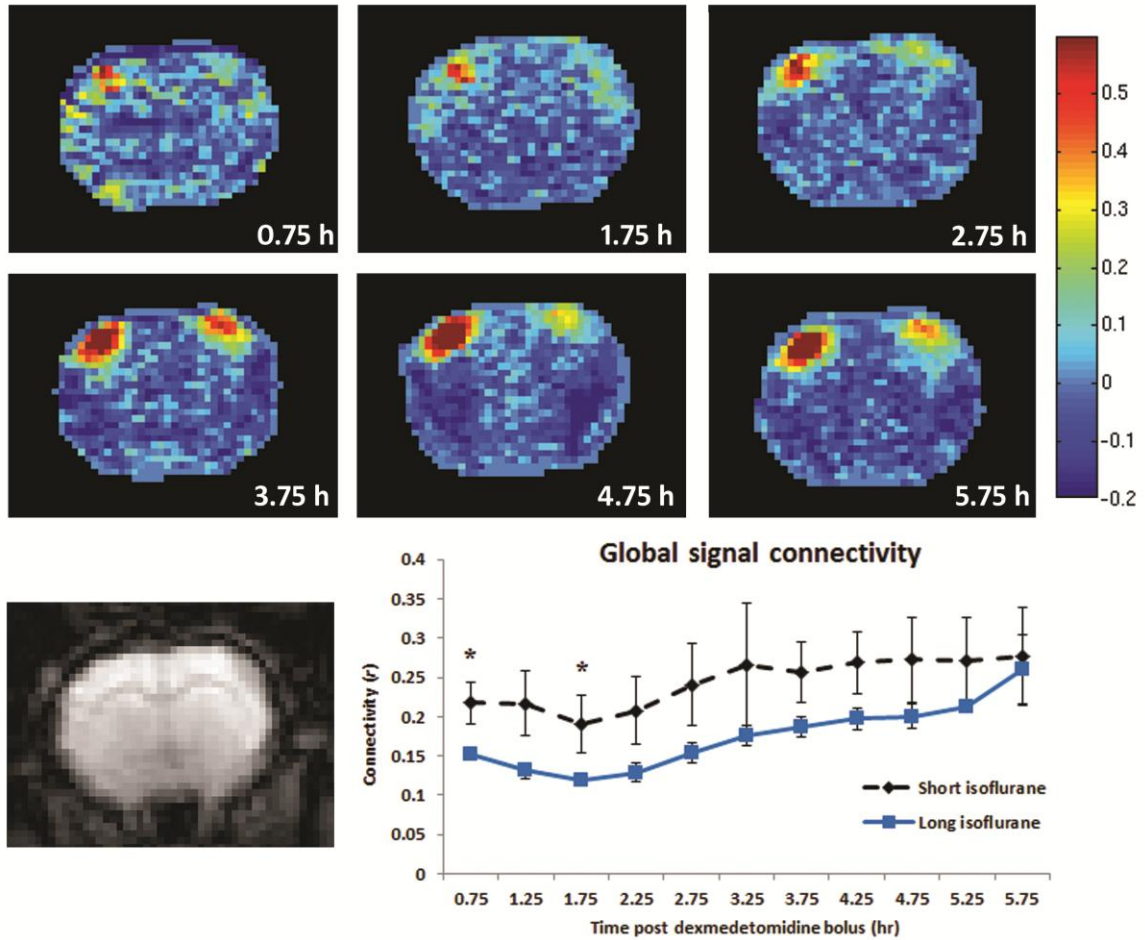 0.75 h
1.75 h
2.75 h
3.75 h
4.75 h
5.75 h
0.5
0.4
0.3
0.2
0.1
0
-0.1
-0.2
Global signal connectivity
Connectivity (r)
0.4
0.35
0.3
0.25
0.2
0.15
0.1
0.05
0
* *
Short isoflurane
Long isoflurane
0.75 1.25 1.75 2.25 2.75 3.25 3.75 4.25 4.75 5.25 5.75
Time post dexmedetomidine bolus (hr)